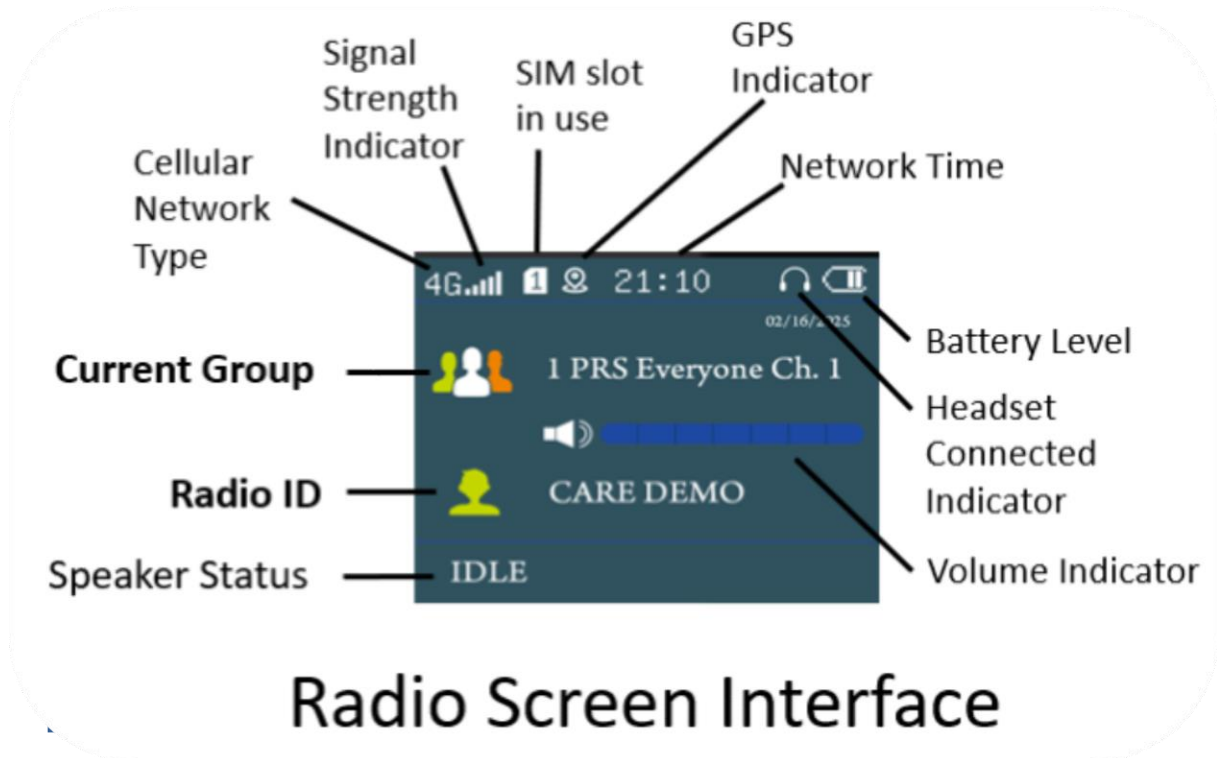 GPS
Indicator
Signal
Strength
Indicator
SIM slot
in use
Network Time
Cellular
Network
Type
4G 1 21:10
02/16/2025
Current Group
1 PRS Everyone Ch. 1
Battery Level
Headset
Connected
Indicator
Radio ID
CARE DEMO
Speaker Status
IDLE
Volume Indicator
Radio Screen Interface